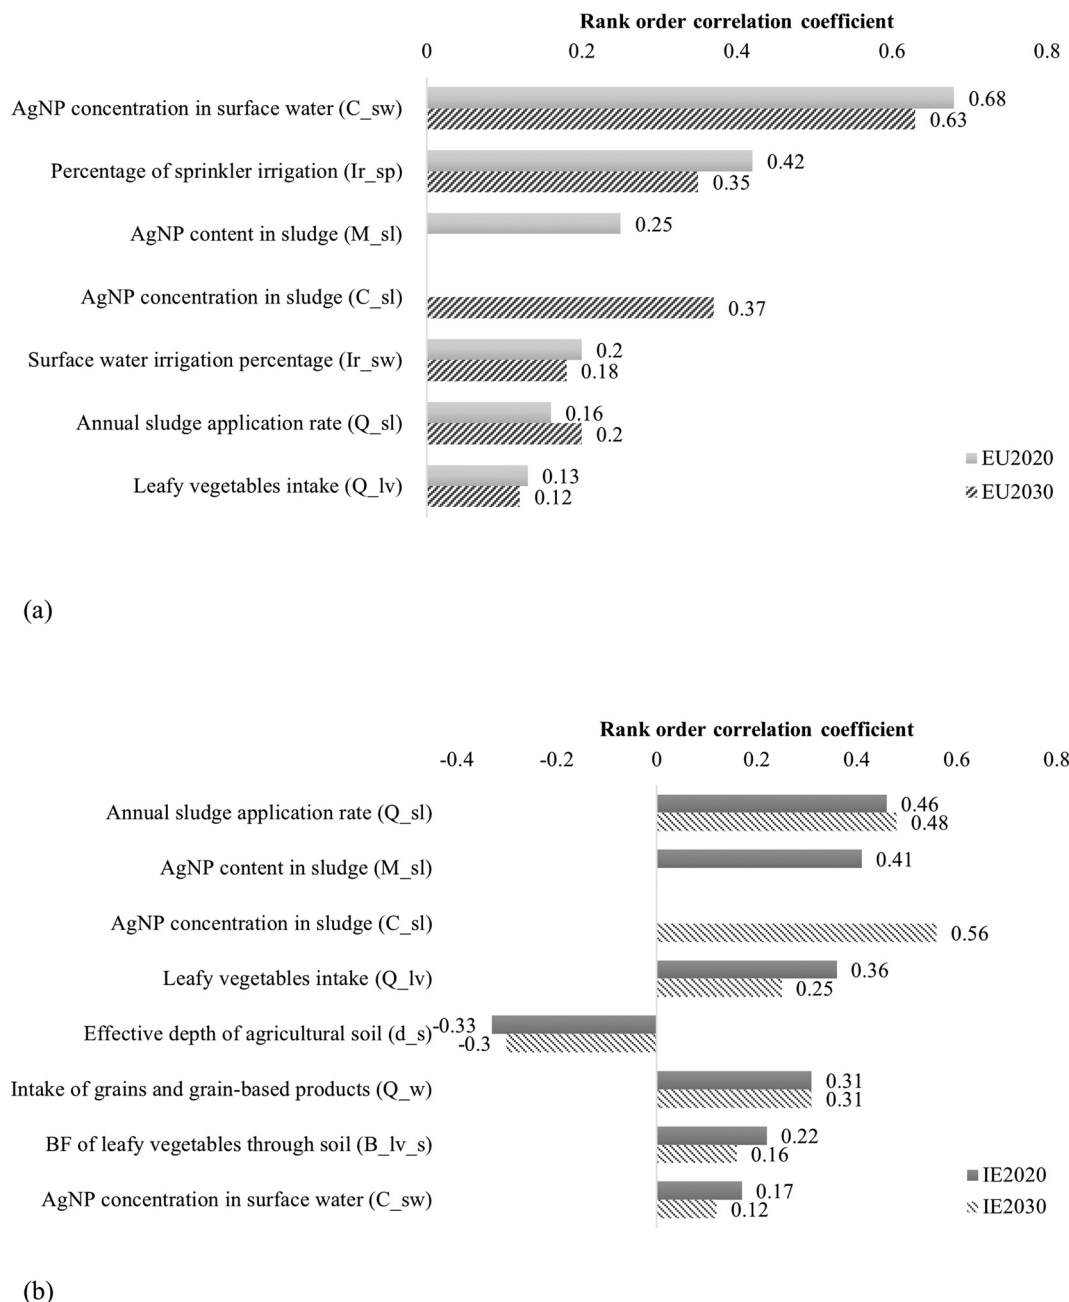 Rank order correlation coefficient
0 0.2 0.4 0.6 0.8
AgNP concentration in surface water (C_sw) 0.68
0.63
Percentage of sprinkler irrigation (Ir_sp) 0.42
0.35
AgNP content in sludge (M_sl) 0.25
AgNP concentration in sludge (C_sl) 0.37
Surface water irrigation percentage (Ir_sw) 0.2
0.18
Annual sludge application rate (Q_sl) 0.16
0.2
Leafy vegetables intake (Q_lv) 0.13
0.12
EU2020
EU2030
(a)
Rank order correlation coefficient
-0.4 -0.2 0 0.2 0.4 0.6 0.8
Annual sludge application rate (Q_sl) 0.46
0.48
AgNP content in sludge (M_sl) 0.41
AgNP concentration in sludge (C_sl) 0.56
Leafy vegetables intake (Q_lv) 0.36
0.25
Effective depth of agricultural soil (d_s) -0.33
-0.3
Intake of grains and grain-based products (Q_w) 0.31
0.31
BF of leafy vegetables through soil (B_lv_s) 0.22
0.16
AgNP concentration in surface water (C_sw) 0.17
0.12
IE2020
IE2030
(b)